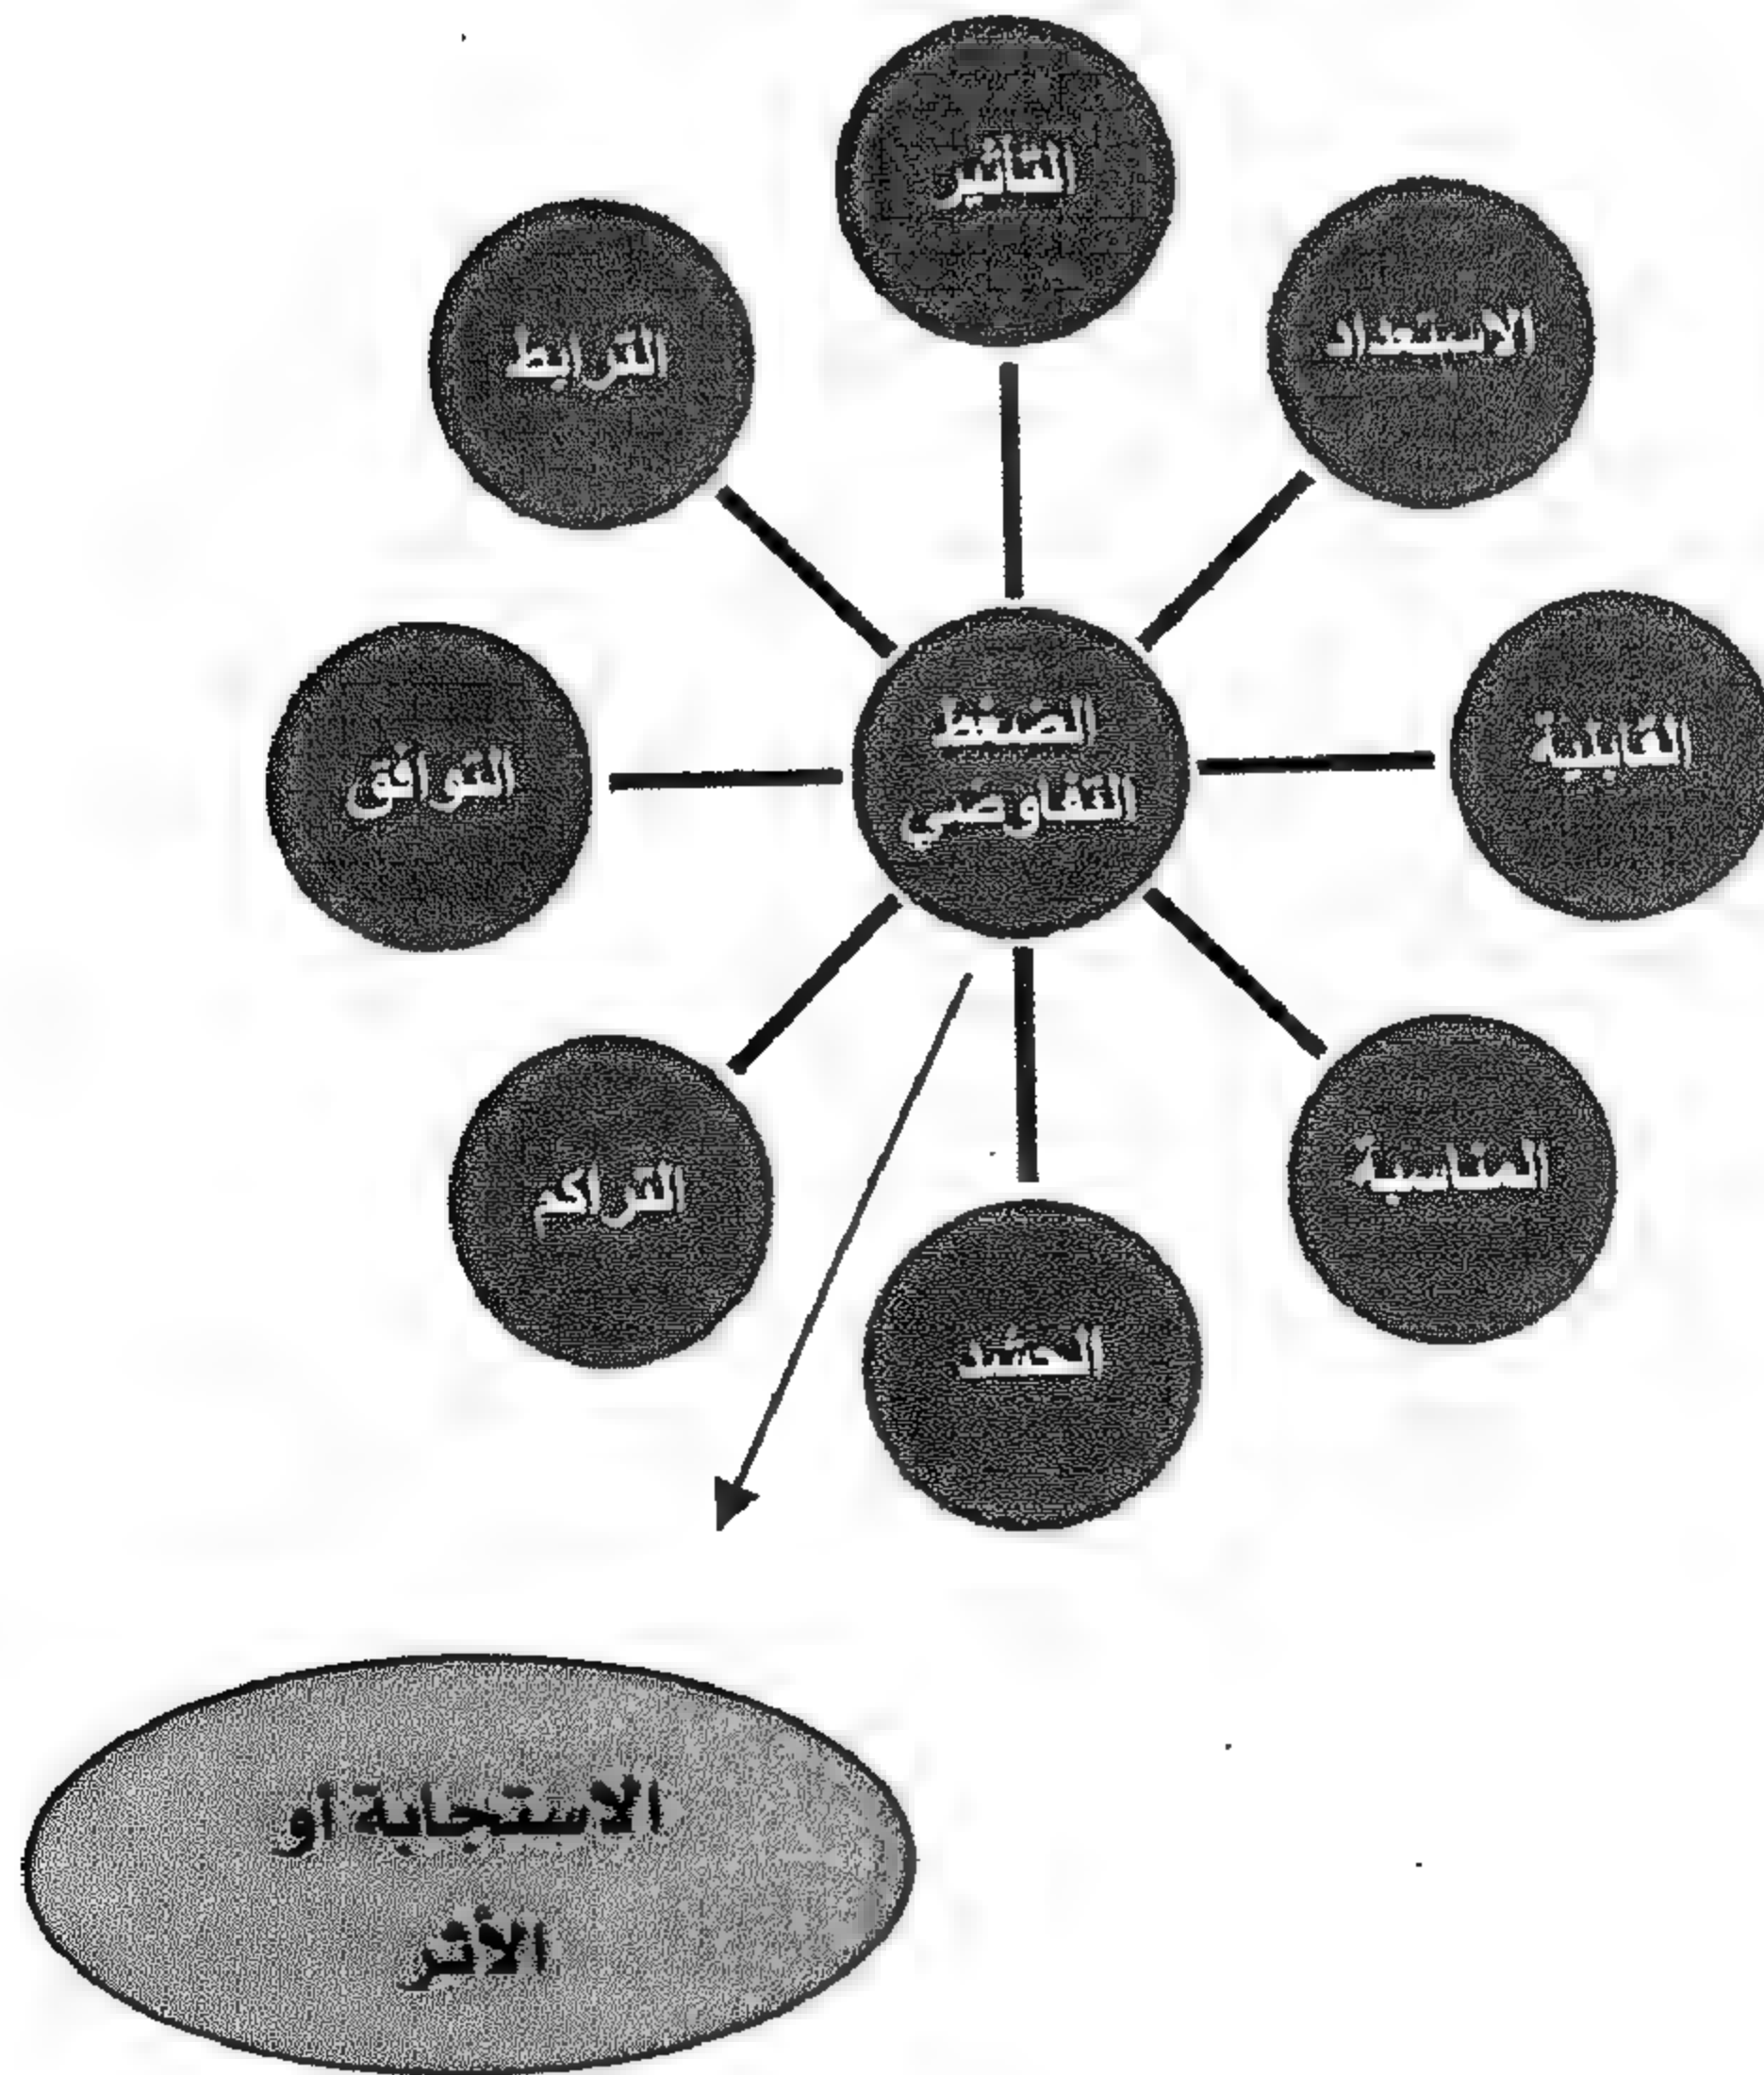 التأثير
الاستعداد
الترابط
القابلية
الضغط
التفاوضي
التوافق
المناسبة
التراكم
الحشد
الاستجابة أو
الأثر